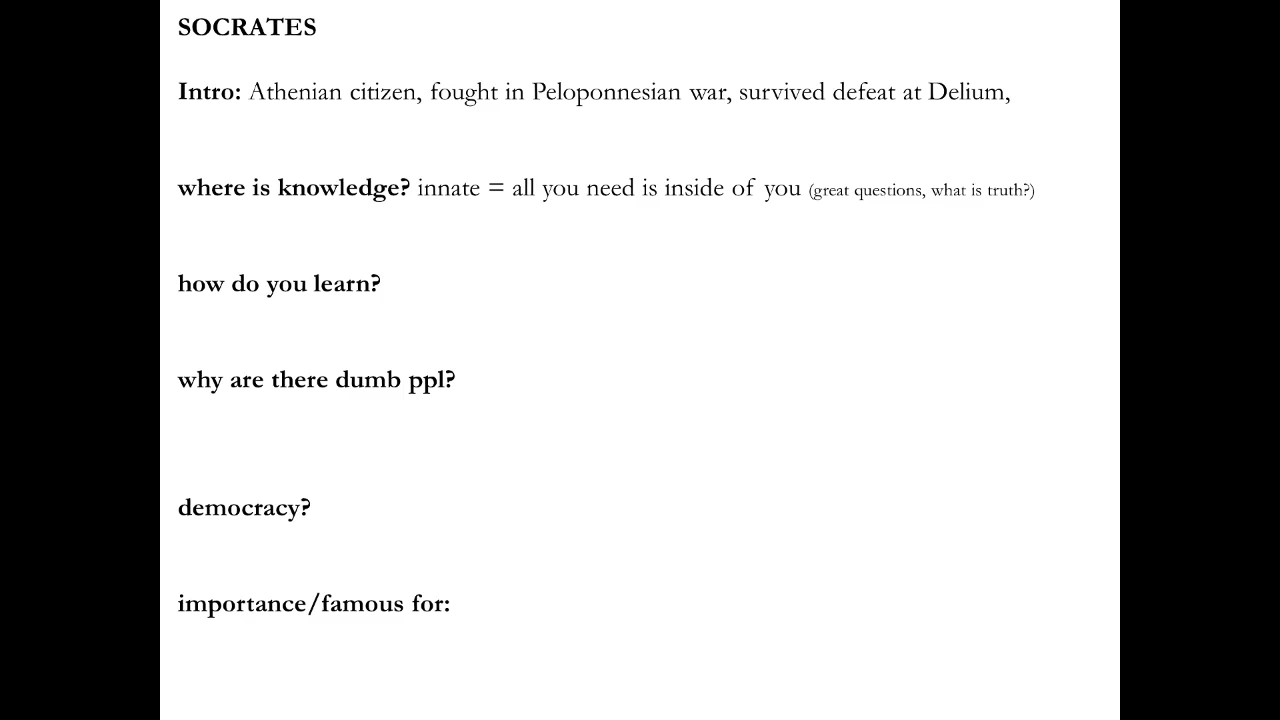 SOCRATES
Intro: Athenian citizen, fought in Peloponnesian war, survived defeat at Delium,
where is knowledge? innate = all you need is inside of you (great questions, what is truth?)
how do you learn?
why are there dumb ppl?
democracy?
importance/famous for: